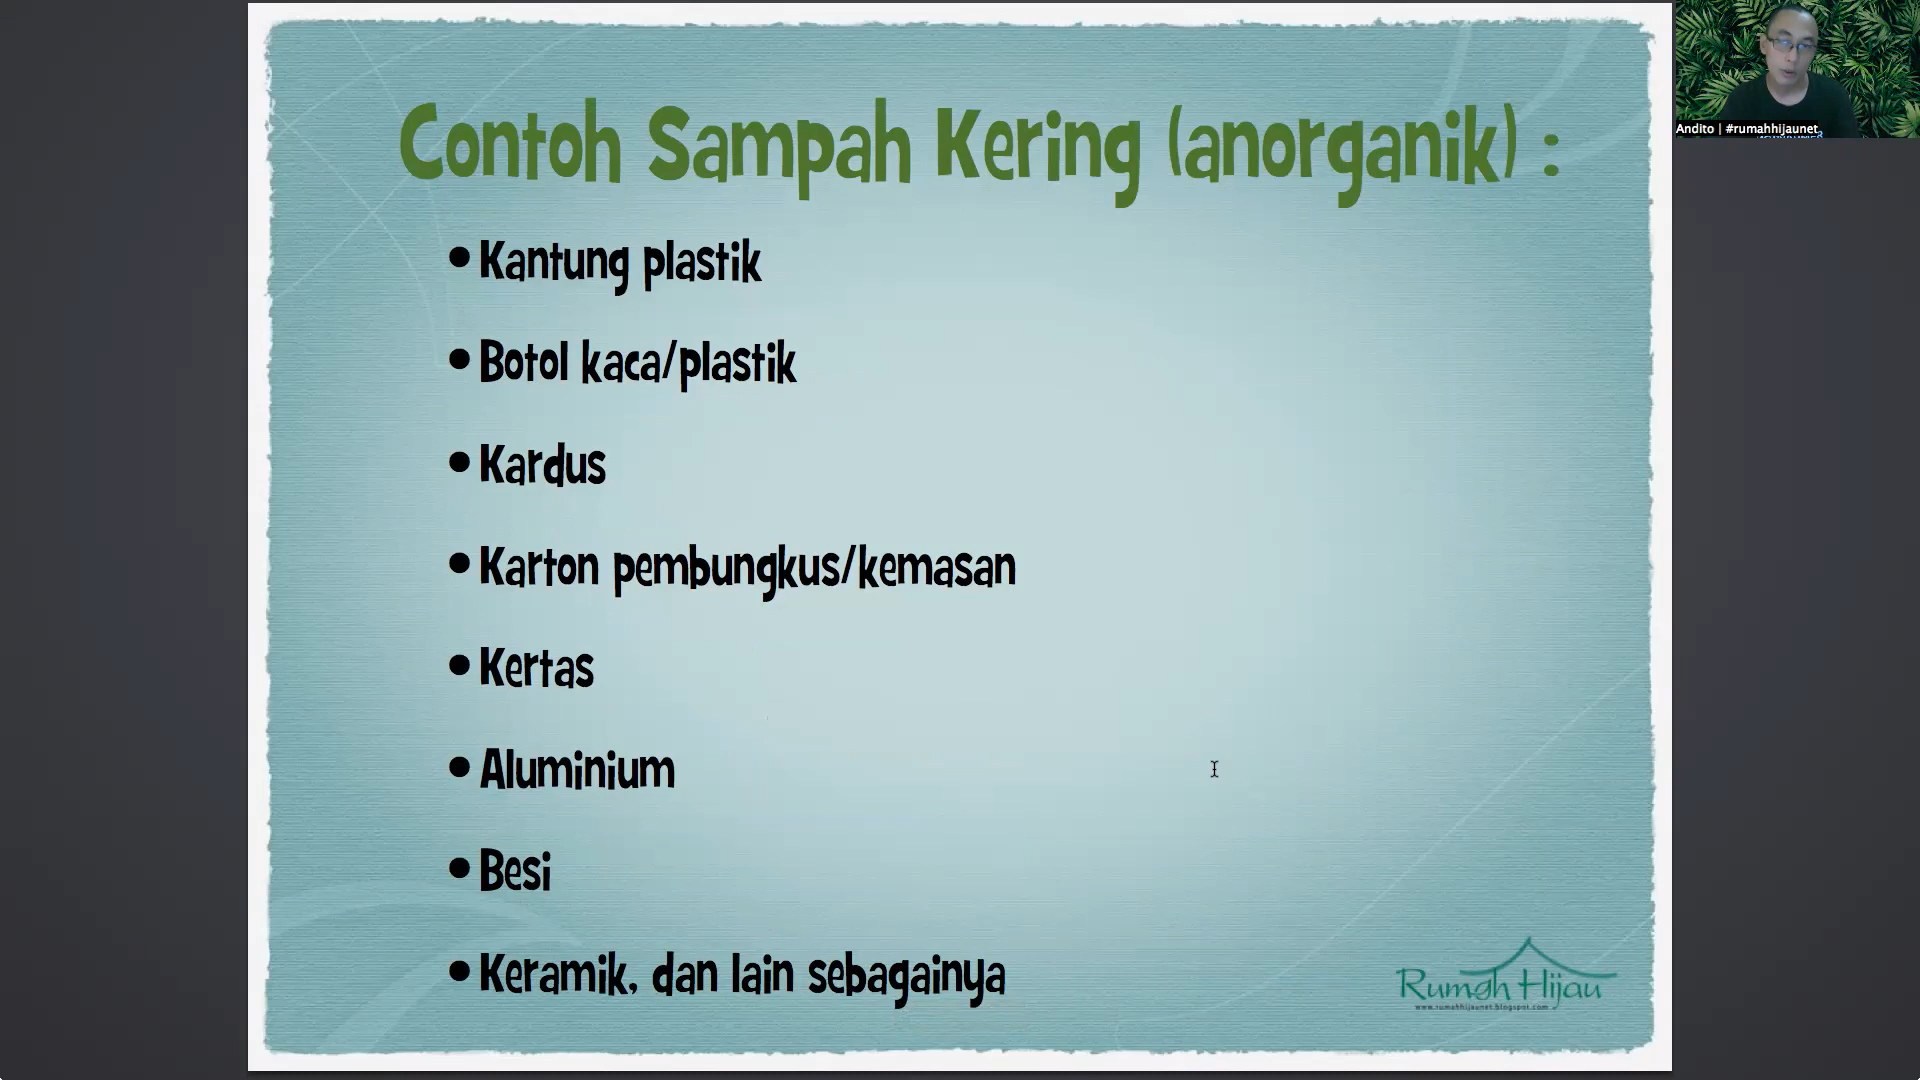 Contoh Sampah Kering (anorganik) :
• Kantung plastik
• Botol kaca/plastik
• Kardus
• Karton pembungkus/kemasan
• Kertas
• Aluminium
• Besi
• Keramik, dan lain sebagainya
Rumah Hijau
www.rumahhijaunet.blogspot.com
Andito | #rumahhijaunet